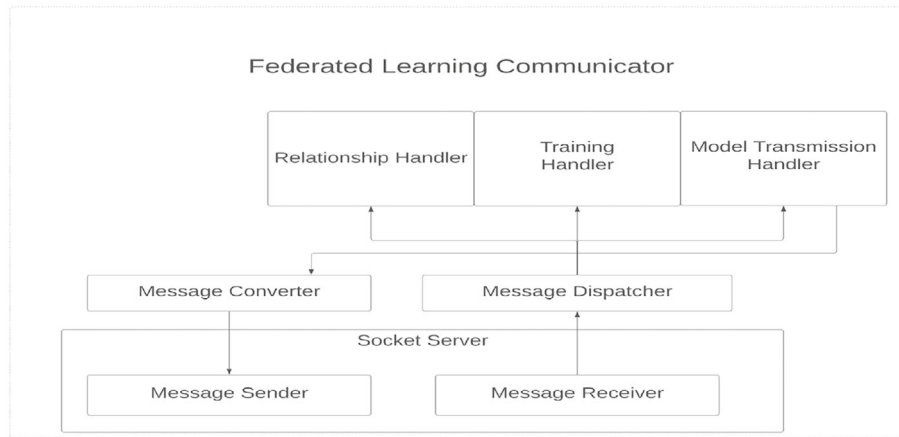 Federated Learning Communicator
Relationship Handler
Training
Handler
Model Transmission
Handler
Message Converter
Message Dispatcher
Socket Server
Message Sender
Message Receiver